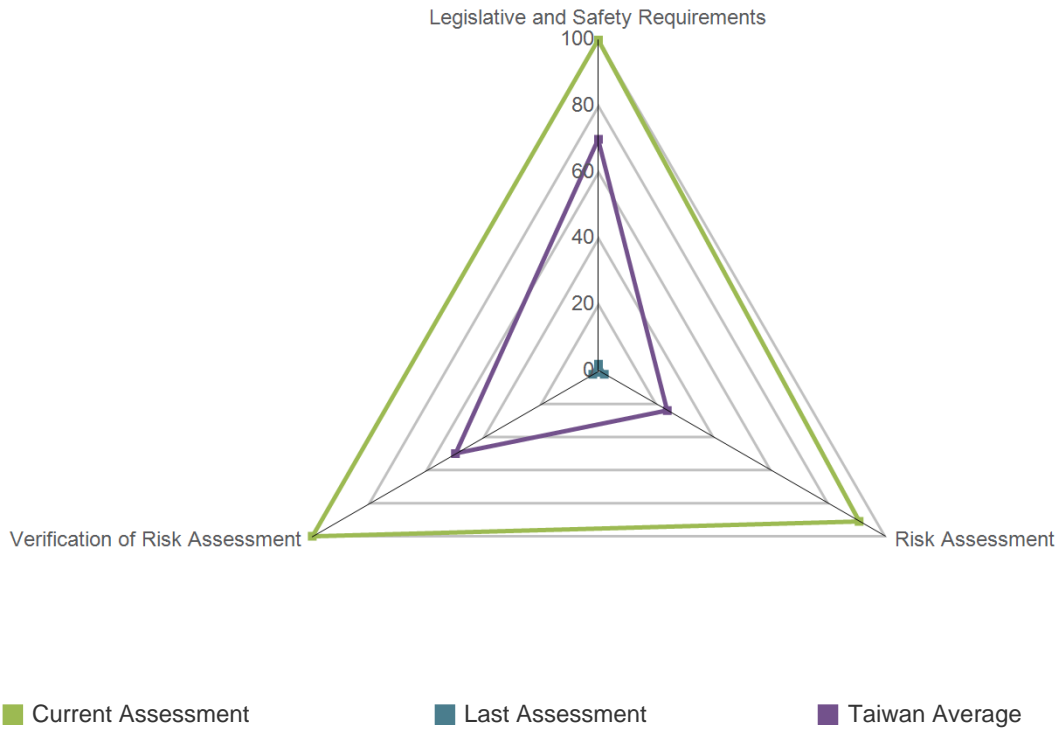 Legislative and Safety Requirements
100
80
60
40
20
0
Verification of Risk Assessment
Risk Assessment
Current Assessment
Last Assessment
Taiwan Average